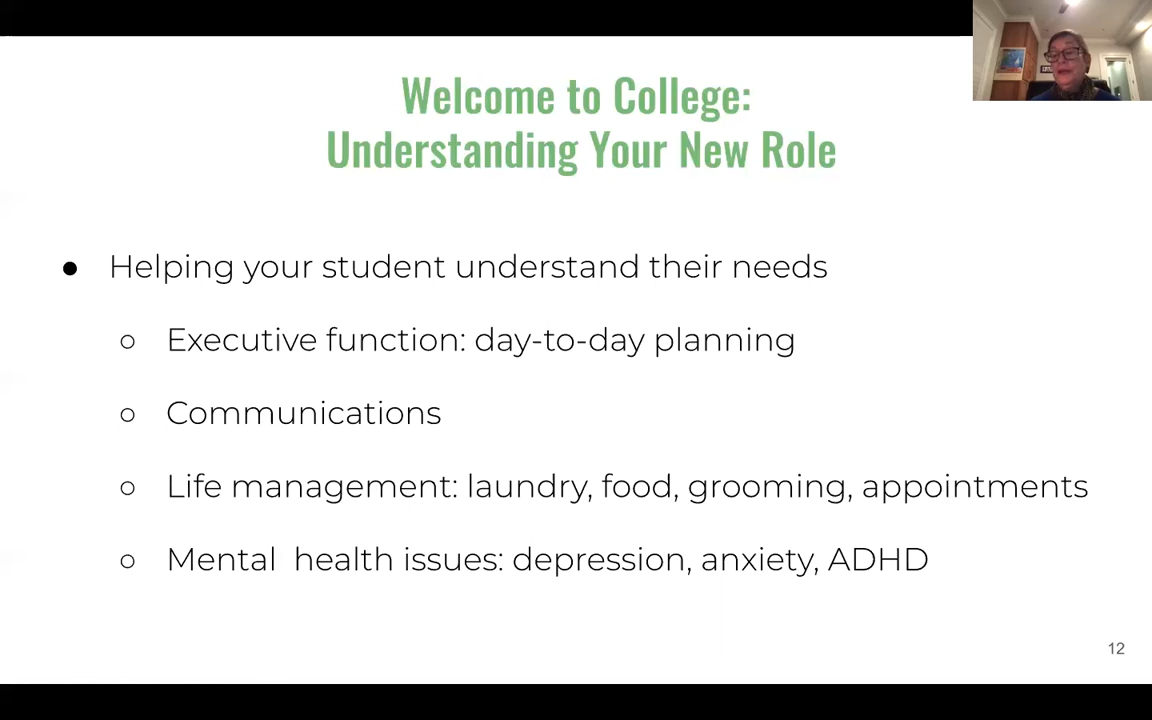 Welcome to College:
Understanding Your New Role
● Helping your student understand their needs
○ Executive function: day-to-day planning
○ Communications
○ Life management: laundry, food, grooming, appointments
○ Mental  health issues: depression, anxiety, ADHD
12